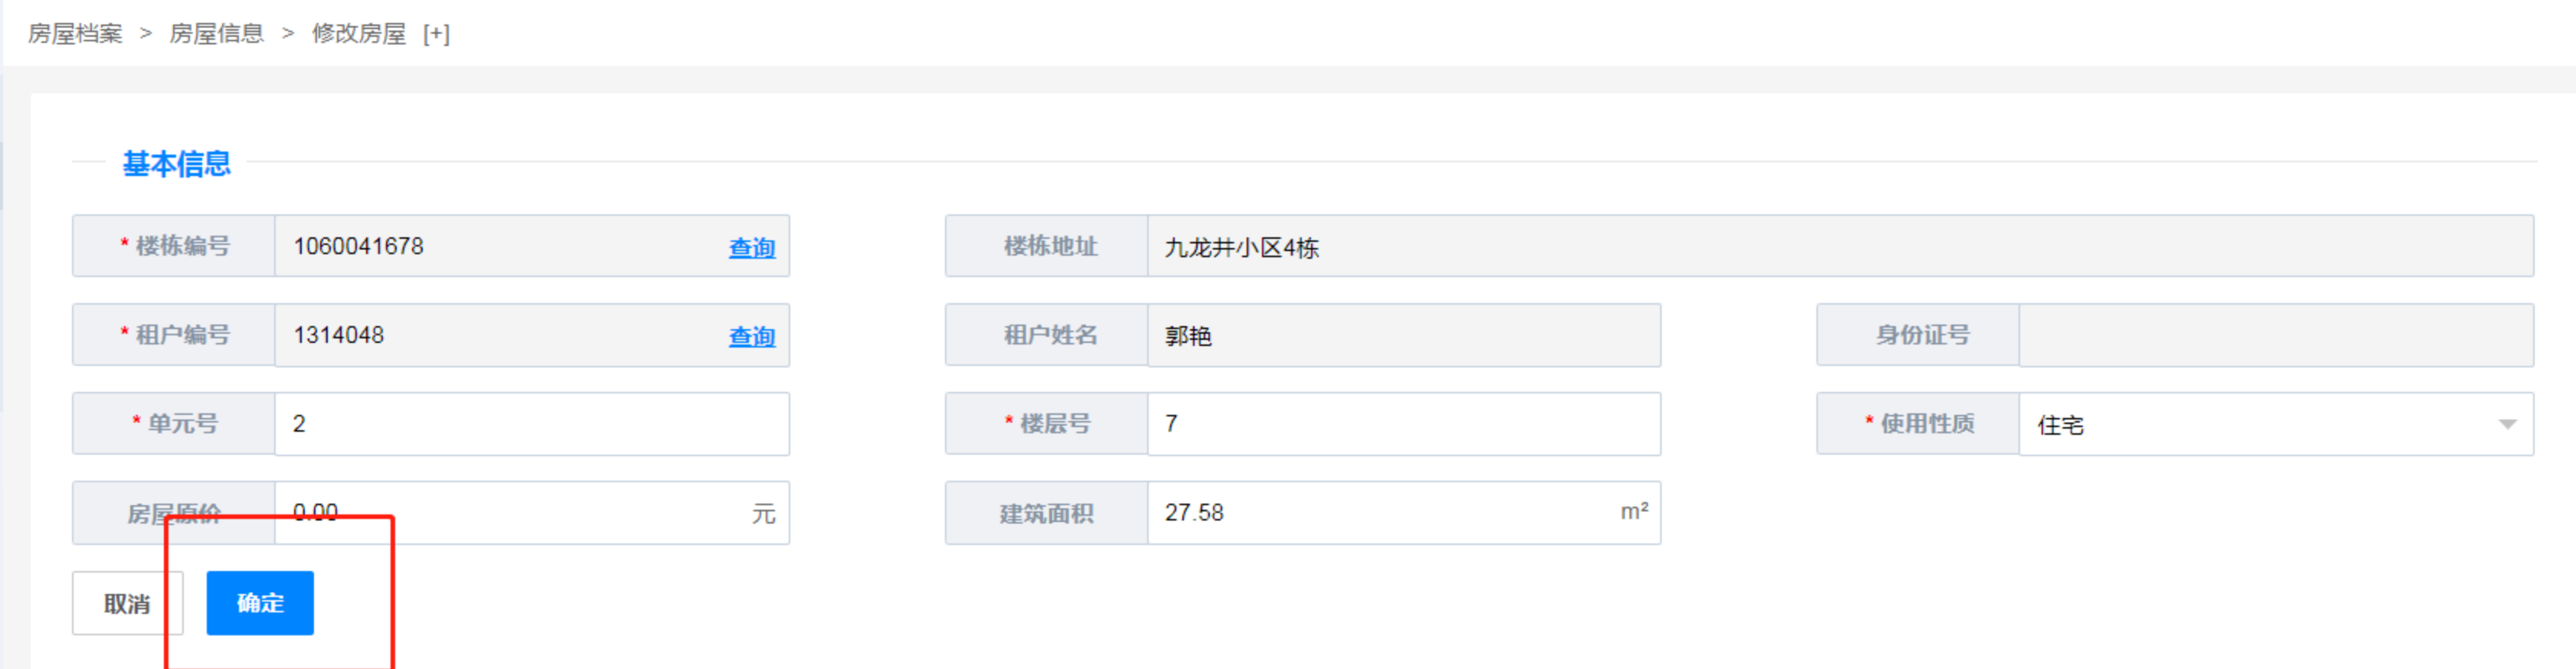 房屋档案 > 房屋信息 > 修改房屋 [+]
基本信息
* 楼栋编号 1060041678 查询 楼栋地址 九龙井小区4栋
* 租户编号 1314048 查询 租户姓名 郭艳 身份证号
* 单元号 2 * 楼层号 7 * 使用性质 住宅
房屋原价 0.00 元 建筑面积 27.58 m²
取消 确定